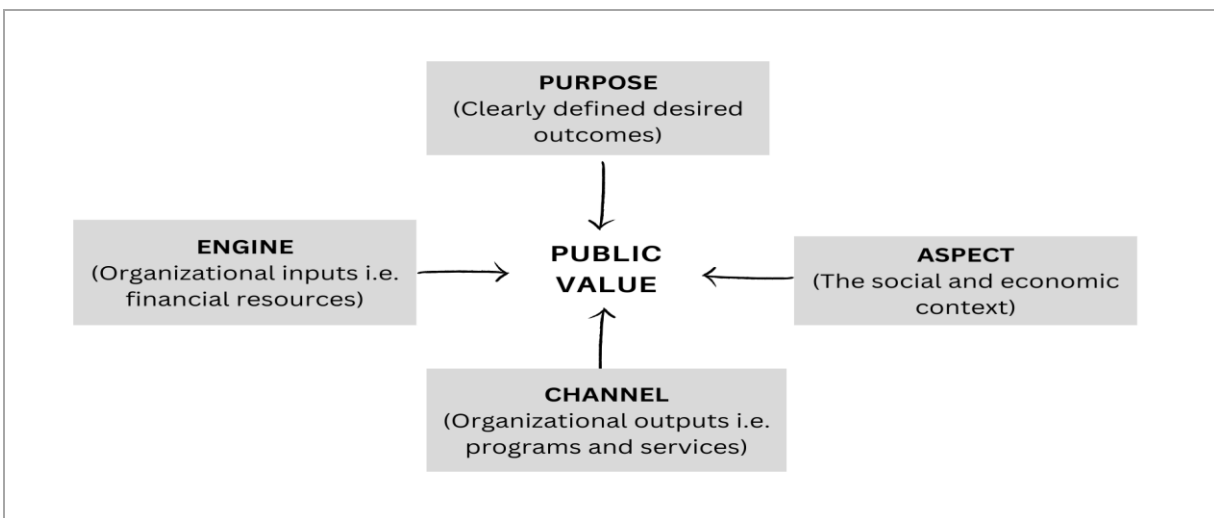 PURPOSE
(Clearly defined desired
outcomes)
ENGINE
(Organizational inputs i.e.
financial resources)
PUBLIC
VALUE
ASPECT
(The social and economic
context)
CHANNEL
(Organizational outputs i.e.
programs and services)